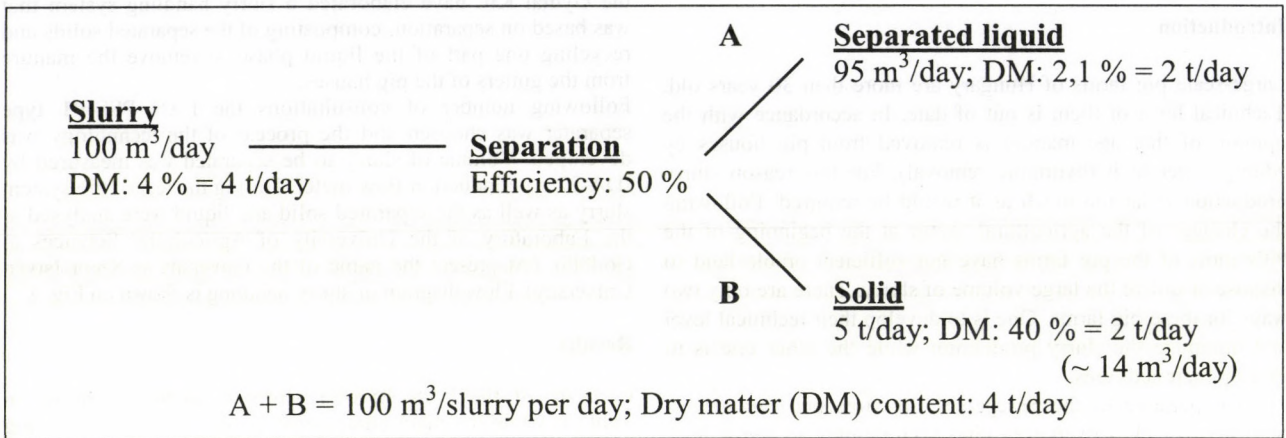 A
Separated liquid
95 m³/day; DM: 2,1 % = 2 t/day
Slurry
100 m³/day
DM: 4 % = 4 t/day
Separation
Efficiency: 50 %
B
Solid
5 t/day; DM: 40 % = 2 t/day
(~ 14 m³/day)
A + B = 100 m³/slurry per day; Dry matter (DM) content: 4 t/day